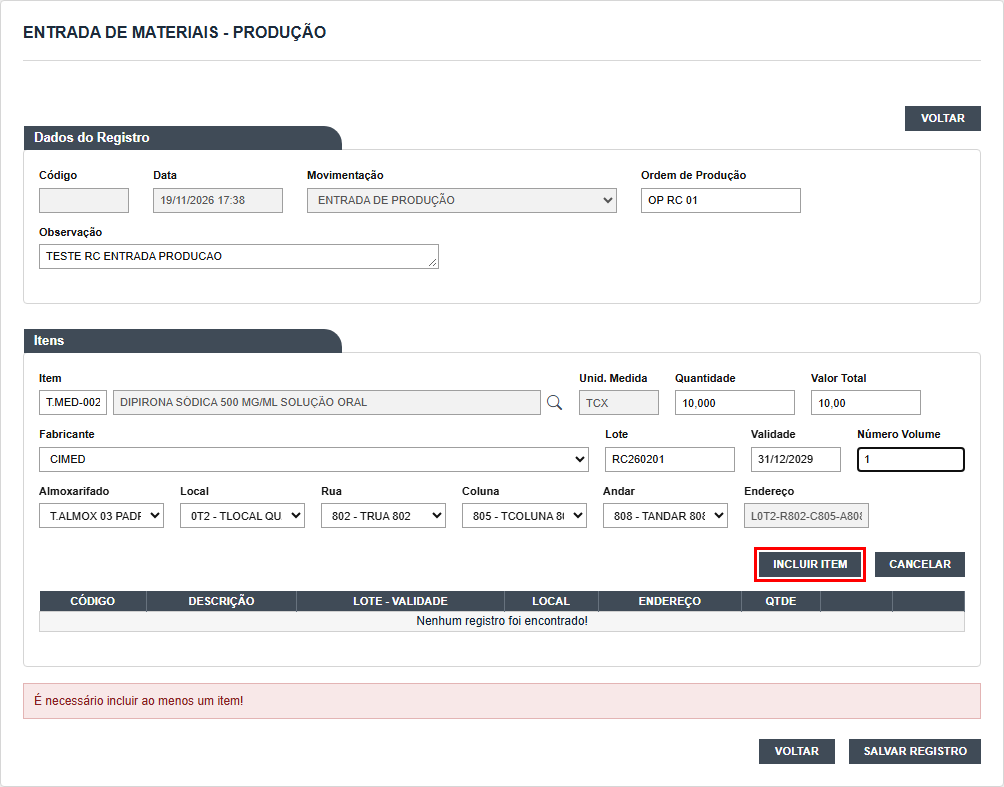 ENTRADA DE MATERIAIS - PRODUÇÃO
VOLTAR
Dados do Registro
Código Data Movimentação Ordem de Produção
19/11/2026 17:38 ENTRADA DE PRODUÇÃO OP RC 01
Observação
TESTE RC ENTRADA PRODUCAO
Itens
Item Unid. Medida Quantidade Valor Total
T.MED-002 DIPIRONA SÓDICA 500 MG/ML SOLUÇÃO ORAL TCX 10,000 10,00
Fabricante Lote Validade Número Volume
CIMED RC260201 31/12/2029 1
Almoxarifado Local Rua Coluna Andar Endereço
T.ALMOX 03 PADR 0T2 - TLOCAL QU 802 - TRUA 802 805 - TCOLUNA 80 808 - TANDAR 808 L0T2-R802-C805-A808
INCLUIR ITEM CANCELAR
CÓDIGO DESCRIÇÃO LOTE - VALIDADE LOCAL ENDEREÇO QTDE
Nenhum registro foi encontrado!
É necessário incluir ao menos um item!
VOLTAR SALVAR REGISTRO